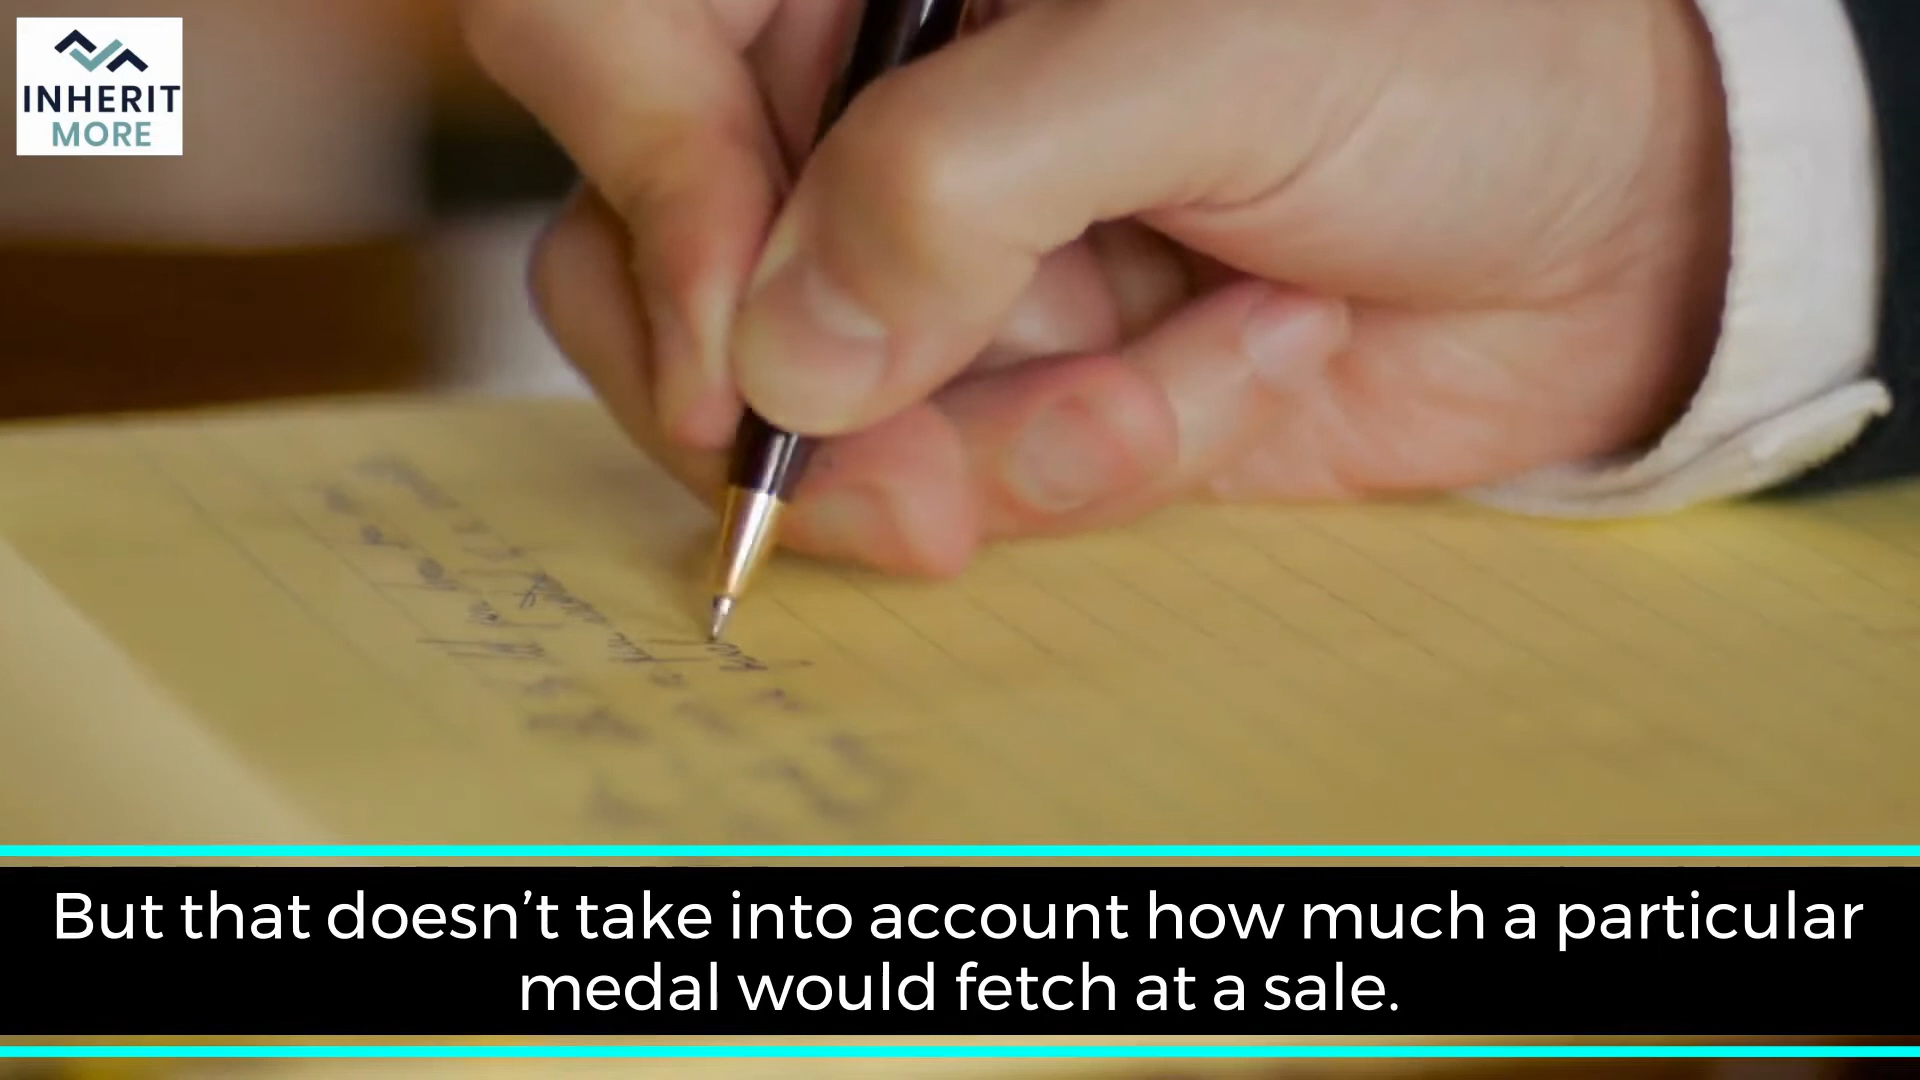 INHERIT
MORE
But that doesn’t take into account how much a particular
medal would fetch at a sale.